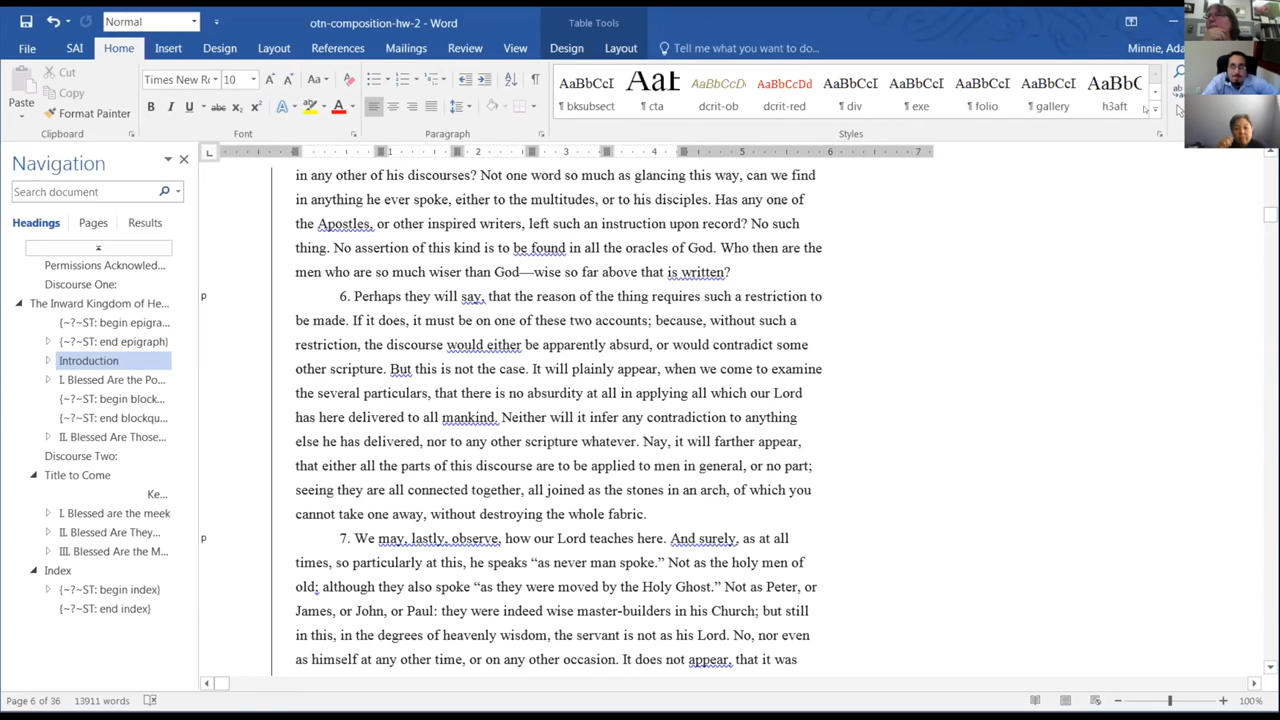 Normal
otn-composition-hw-2 - Word
Table Tools
File
SAI
Home
Insert
Design
Layout
References
Mailings
Review
View
Design
Layout
Tell me what you want to do...
Minnie, Ada
Paste
Cut
Copy
Format Painter
Clipboard
Times New Ro
10
Aa
B I U abc x₂ x²
A
Font
AaBbCcI
¶ bksubsect
AaB
¶ cta
AaBbCcDd
dcrit-ob
AaBbCcDd
dcrit-red
AaBbCcI
¶ div
AaBbCcI
¶ exe
AaBbCcI
¶ folio
AaBbCcI
¶ gallery
AaBbC
h3aft
Styles
Navigation
Search document
Headings
Pages
Results
Permissions Acknowled...
Discourse One:
The Inward Kingdom of He...
{~?~ST: begin epigra...
{~?~ST: end epigraph}
Introduction
I. Blessed Are the Po...
{~?~ST: begin block...
{~?~ST: end blockqu...
II. Blessed Are Those...
Discourse Two:
Title to Come
Ke...
I. Blessed are the meek
II. Blessed Are They...
III. Blessed Are the M...
Index
{~?~ST: begin index}
{~?~ST: end index}
1 2 3 4 5 6 7
in any other of his discourses? Not one word so much as glancing this way, can we find
in anything he ever spoke, either to the multitudes, or to his disciples. Has any one of
the Apostles, or other inspired writers, left such an instruction upon record? No such
thing. No assertion of this kind is to be found in all the oracles of God. Who then are the
men who are so much wiser than God—wise so far above that is written?
p
6. Perhaps they will say, that the reason of the thing requires such a restriction to
be made. If it does, it must be on one of these two accounts; because, without such a
restriction, the discourse would either be apparently absurd, or would contradict some
other scripture. But this is not the case. It will plainly appear, when we come to examine
the several particulars, that there is no absurdity at all in applying all which our Lord
has here delivered to all mankind. Neither will it infer any contradiction to anything
else he has delivered, nor to any other scripture whatever. Nay, it will farther appear,
that either all the parts of this discourse are to be applied to men in general, or no part;
seeing they are all connected together, all joined as the stones in an arch, of which you
cannot take one away, without destroying the whole fabric.
p
7. We may, lastly, observe, how our Lord teaches here. And surely, as at all
times, so particularly at this, he speaks “as never man spoke.” Not as the holy men of
old; although they also spoke “as they were moved by the Holy Ghost.” Not as Peter, or
James, or John, or Paul: they were indeed wise master-builders in his Church; but still
in this, in the degrees of heavenly wisdom, the servant is not as his Lord. No, nor even
as himself at any other time, or on any other occasion. It does not appear, that it was
Page 6 of 36
13911 words
100%